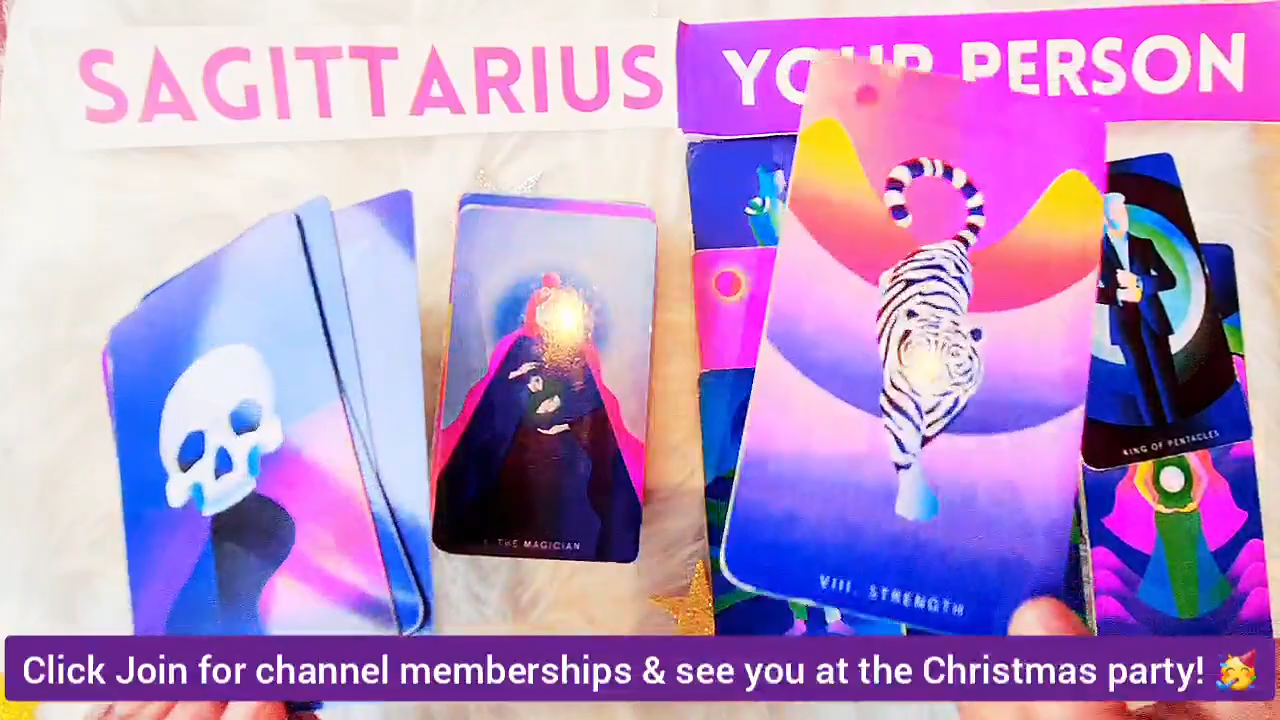 SAGITTARIUS
YOUR PERSON
KING OF PENTACLES
I. THE MAGICIAN
VIII. STRENGTH
Click Join for channel memberships & see you at the Christmas party! 🥳